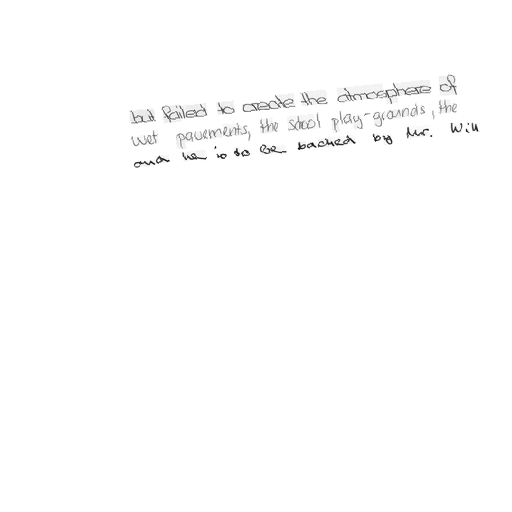 but failed to create the atmosphere of
wet pavements, the school play-grounds, the
and he is to be backed by Mr. Will